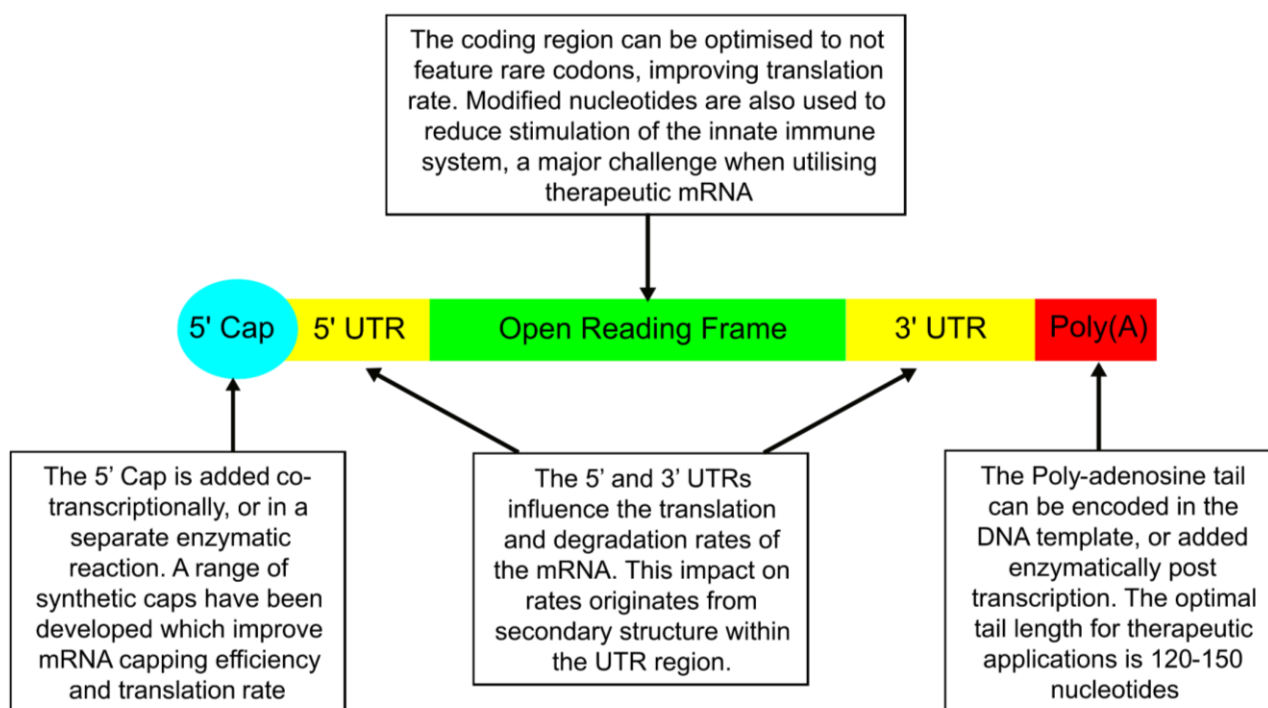 The coding region can be optimised to not
feature rare codons, improving translation
rate. Modified nucleotides are also used to
reduce stimulation of the innate immune
system, a major challenge when utilising
therapeutic mRNA
5' Cap
5' UTR
Open Reading Frame
3' UTR
Poly(A)
The 5’ Cap is added co-
transcriptionally, or in a
separate enzymatic
reaction. A range of
synthetic caps have been
developed which improve
mRNA capping efficiency
and translation rate
The 5’ and 3’ UTRs
influence the translation
and degradation rates of
the mRNA. This impact on
rates originates from
secondary structure within
the UTR region.
The Poly-adenosine tail
can be encoded in the
DNA template, or added
enzymatically post
transcription. The optimal
tail length for therapeutic
applications is 120-150
nucleotides